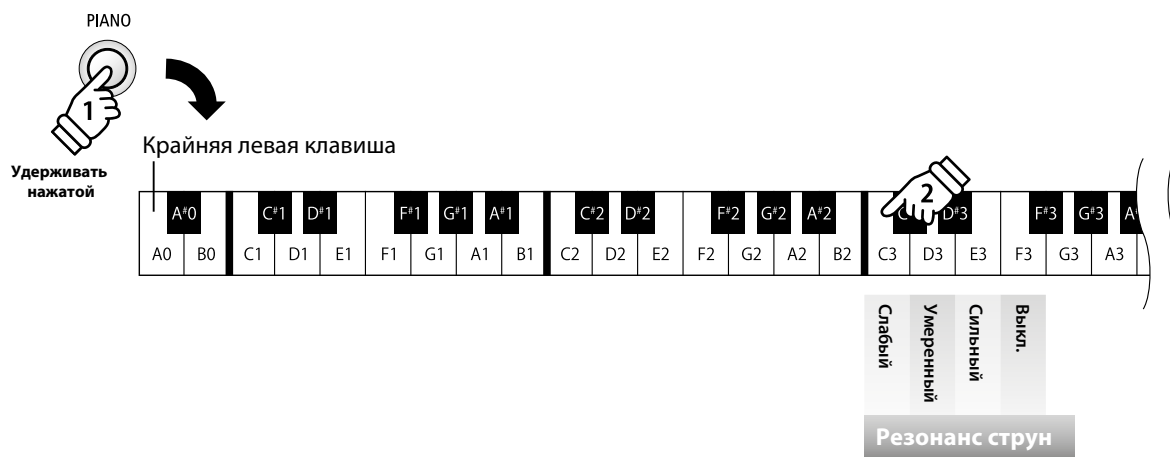 PIANO
1
Крайняя левая клавиша
Удерживать
нажатой
2
A#0 C#1 D#1 F#1 G#1 A#1 C#2 D#2 F#2 G#2 A#2 D#3 F#3 G#3
A0 B0 C1 D1 E1 F1 G1 A1 B1 C2 D2 E2 F2 G2 A2 B2 C3 D3 E3 F3 G3 A3
Слабый
Умеренный
Сильный
Выкл.
Резонанс струн